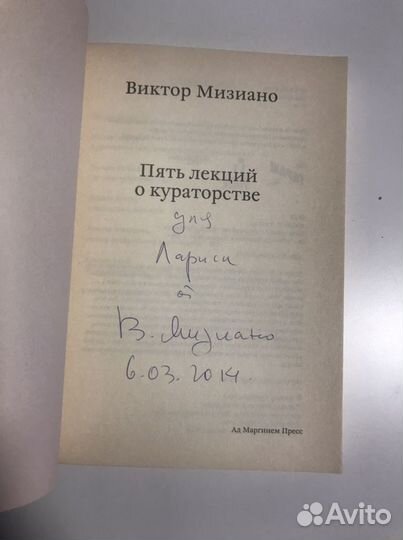 Виктор Мизиано
Пять лекций
о кураторстве
для
Ларисы
от
В. Мизиано
6.03.2014.
Ад Маргинем Пресс
Avito